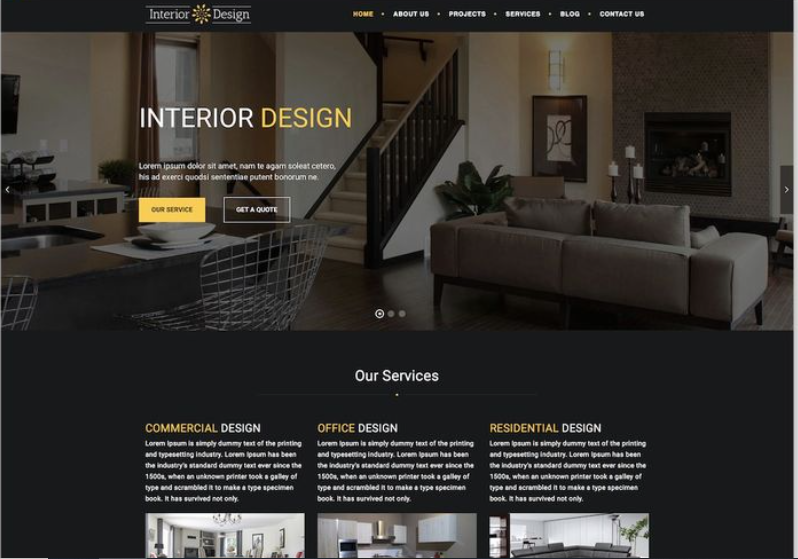 Interior Design
HOME ABOUT US PROJECTS SERVICES BLOG CONTACT US
INTERIOR DESIGN
Lorem ipsum dolor sit amet, nam te agam soleat cetero,
his ad exerci quodsi sententiae putent bonorum ne.
OUR SERVICE GET A QUOTE
Our Services
COMMERCIAL DESIGN
Lorem Ipsum is simply dummy text of the printing
and typesetting industry. Lorem Ipsum has been
the industry's standard dummy text ever since the
1500s, when an unknown printer took a galley of
type and scrambled it to make a type specimen
book. It has survived not only.
OFFICE DESIGN
Lorem Ipsum is simply dummy text of the printing
and typesetting industry. Lorem Ipsum has been
the industry's standard dummy text ever since the
1500s, when an unknown printer took a galley of
type and scrambled it to make a type specimen
book. It has survived not only.
RESIDENTIAL DESIGN
Lorem Ipsum is simply dummy text of the printing
and typesetting industry. Lorem Ipsum has been
the industry's standard dummy text ever since the
1500s, when an unknown printer took a galley of
type and scrambled it to make a type specimen
book. It has survived not only.